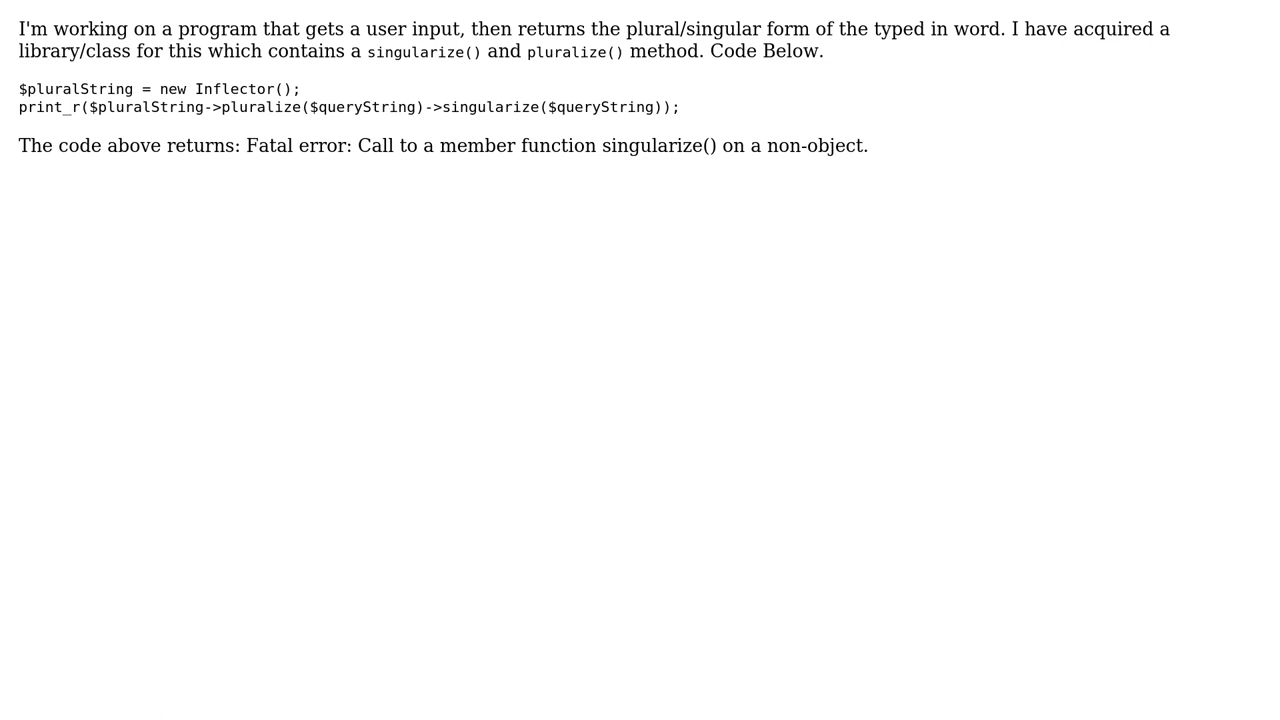 I'm working on a program that gets a user input, then returns the plural/singular form of the typed in word. I have acquired a
library/class for this which contains a singularize() and pluralize() method. Code Below.
$pluralString = new Inflector();
print_r($pluralString->pluralize($queryString)->singularize($queryString));
The code above returns: Fatal error: Call to a member function singularize() on a non-object.